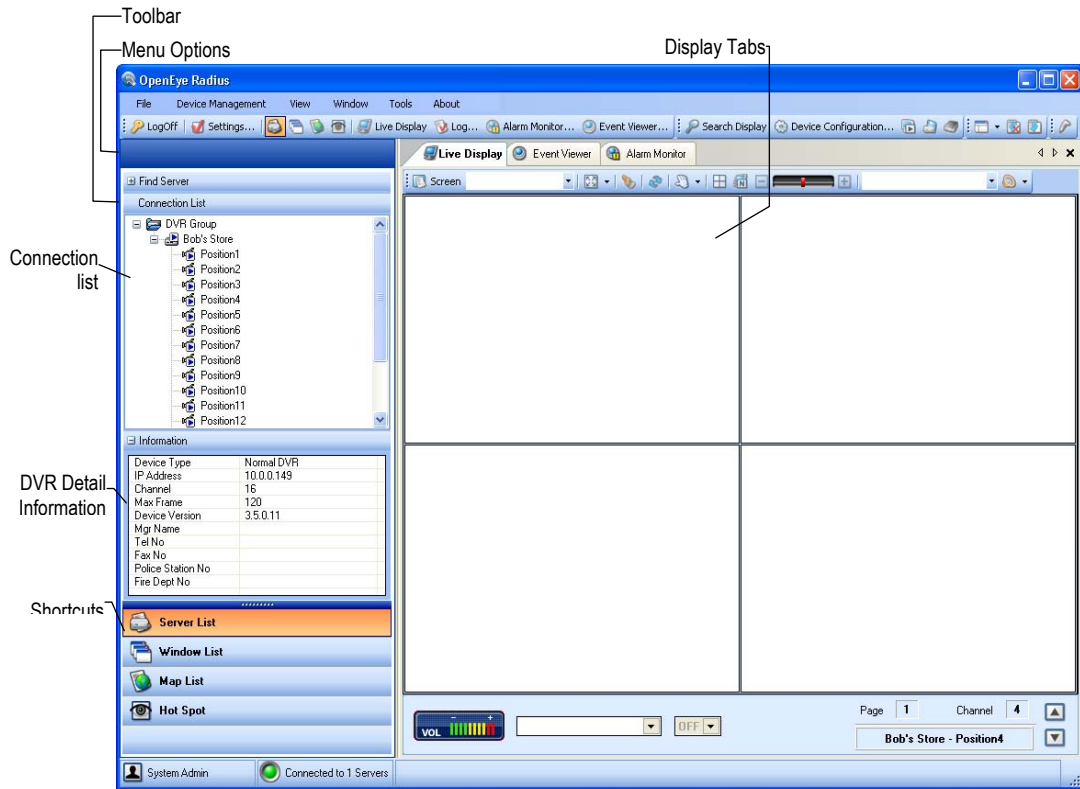 Toolbar
Menu Options
Display Tabs
OpenEye Radius
File Device Management View Window Tools About
LogOff Settings... Live Display Log... Alarm Monitor... Event Viewer... Search Display Device Configuration...
Live Display Event Viewer Alarm Monitor
Find Server
Screen
Connection List
DVR Group
Bob's Store
Position1
Position2
Position3
Position4
Position5
Position6
Position7
Position8
Position9
Position10
Position11
Position12
Connection
list
Information
Device Type Normal DVR
IP Address 10.0.0.149
Channel 16
Max Frame 120
Device Version 3.5.0.11
Mgr Name
Tel No
Fax No
Police Station No
Fire Dept No
DVR Detail
Information
Shortcuts
Server List
Window List
Map List
Hot Spot
- +
VOL
OFF
Page 1 Channel 4
Bob's Store - Position4
System Admin Connected to 1 Servers